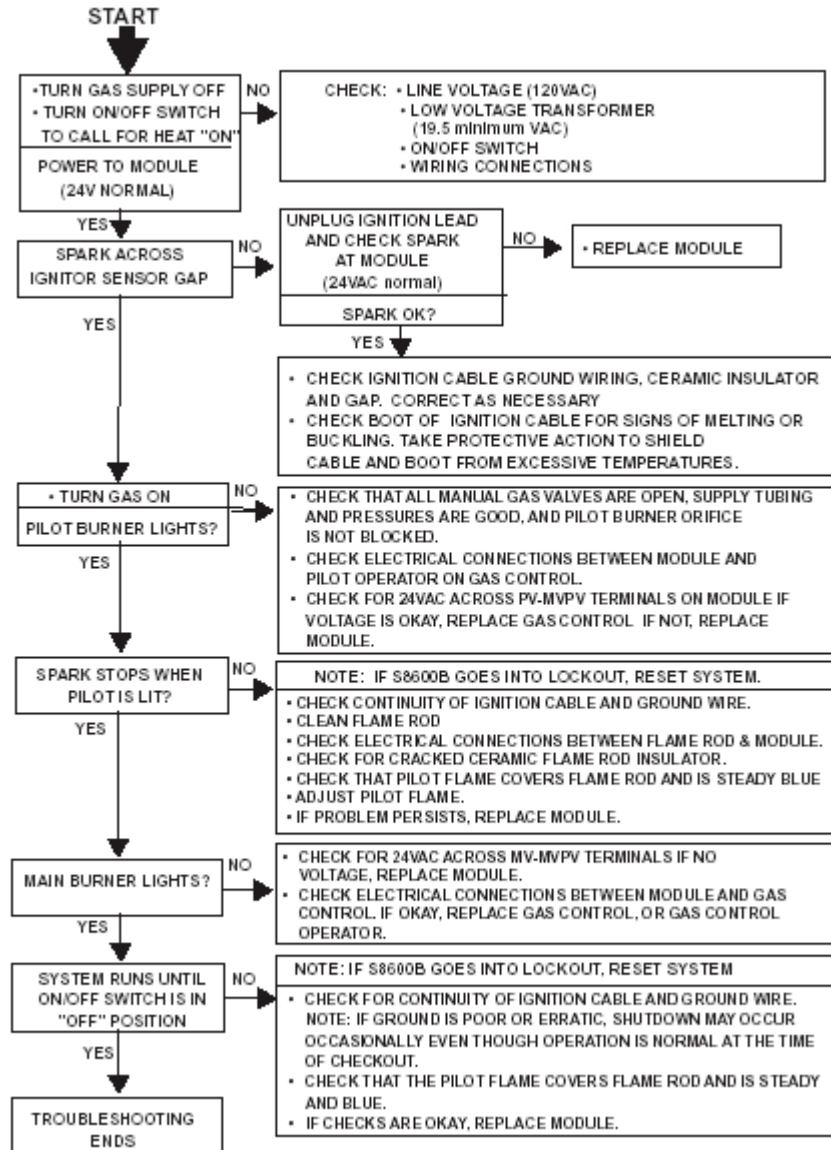 START
• TURN GAS SUPPLY OFF
• TURN ON/OFF SWITCH
TO CALL FOR HEAT "ON"
POWER TO MODULE
(24V NORMAL)
NO
CHECK: • LINE VOLTAGE (120VAC)
• LOW VOLTAGE TRANSFORMER
(19.5 minimum VAC)
• ON/OFF SWITCH
• WIRING CONNECTIONS
YES
SPARK ACROSS
IGNITOR SENSOR GAP
NO
UNPLUG IGNITION LEAD
AND CHECK SPARK
AT MODULE
(24VAC normal)
SPARK OK?
NO
• REPLACE MODULE
YES
YES
• CHECK IGNITION CABLE GROUND WIRING, CERAMIC INSULATOR
AND GAP. CORRECT AS NECESSARY
• CHECK BOOT OF IGNITION CABLE FOR SIGNS OF MELTING OR
BUCKLING. TAKE PROTECTIVE ACTION TO SHIELD
CABLE AND BOOT FROM EXCESSIVE TEMPERATURES.
• TURN GAS ON
PILOT BURNER LIGHTS?
NO
• CHECK THAT ALL MANUAL GAS VALVES ARE OPEN, SUPPLY TUBING
AND PRESSURES ARE GOOD, AND PILOT BURNER ORIFICE
IS NOT BLOCKED.
• CHECK ELECTRICAL CONNECTIONS BETWEEN MODULE AND
PILOT OPERATOR ON GAS CONTROL.
• CHECK FOR 24VAC ACROSS PV-MVPV TERMINALS ON MODULE IF
VOLTAGE IS OKAY, REPLACE GAS CONTROL IF NOT, REPLACE
MODULE.
YES
SPARK STOPS WHEN
PILOT IS LIT?
NO
NOTE: IF S8600B GOES INTO LOCKOUT, RESET SYSTEM.
• CHECK CONTINUITY OF IGNITION CABLE AND GROUND WIRE.
• CLEAN FLAME ROD
• CHECK ELECTRICAL CONNECTIONS BETWEEN FLAME ROD & MODULE.
• CHECK FOR CRACKED CERAMIC FLAME ROD INSULATOR.
• CHECK THAT PILOT FLAME COVERS FLAME ROD AND IS STEADY BLUE
• ADJUST PILOT FLAME.
• IF PROBLEM PERSISTS, REPLACE MODULE.
YES
MAIN BURNER LIGHTS?
NO
• CHECK FOR 24VAC ACROSS MV-MVPV TERMINALS IF NO
VOLTAGE, REPLACE MODULE.
• CHECK ELECTRICAL CONNECTIONS BETWEEN MODULE AND GAS
CONTROL. IF OKAY, REPLACE GAS CONTROL, OR GAS CONTROL
OPERATOR.
YES
SYSTEM RUNS UNTIL
ON/OFF SWITCH IS IN
"OFF" POSITION
NO
NOTE: IF S8600B GOES INTO LOCKOUT, RESET SYSTEM
• CHECK FOR CONTINUITY OF IGNITION CABLE AND GROUND WIRE.
NOTE: IF GROUND IS POOR OR ERRATIC, SHUTDOWN MAY OCCUR
OCCASIONALLY EVEN THOUGH OPERATION IS NORMAL AT THE TIME
OF CHECKOUT.
• CHECK THAT THE PILOT FLAME COVERS FLAME ROD AND IS STEADY
AND BLUE.
• IF CHECKS ARE OKAY, REPLACE MODULE.
YES
TROUBLESHOOTING
ENDS